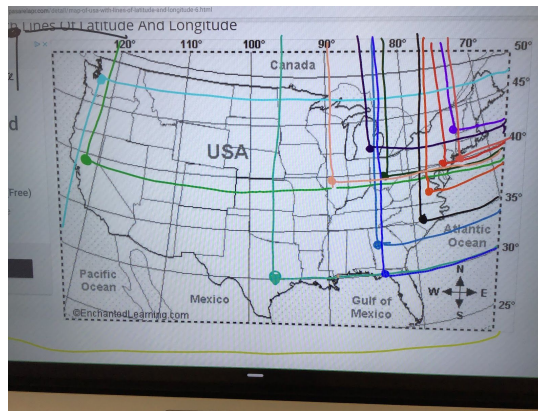 n Lines Of Latitude And Longitude
120° 110° 100° 90° 80° 70° 50°
Canada
45°
z
d
40°
USA
Free)
35°
Atlantic
Ocean
30°
Pacific
Ocean
N
Mexico
Gulf of
Mexico
W E
S
25°
©EnchantedLearning.com